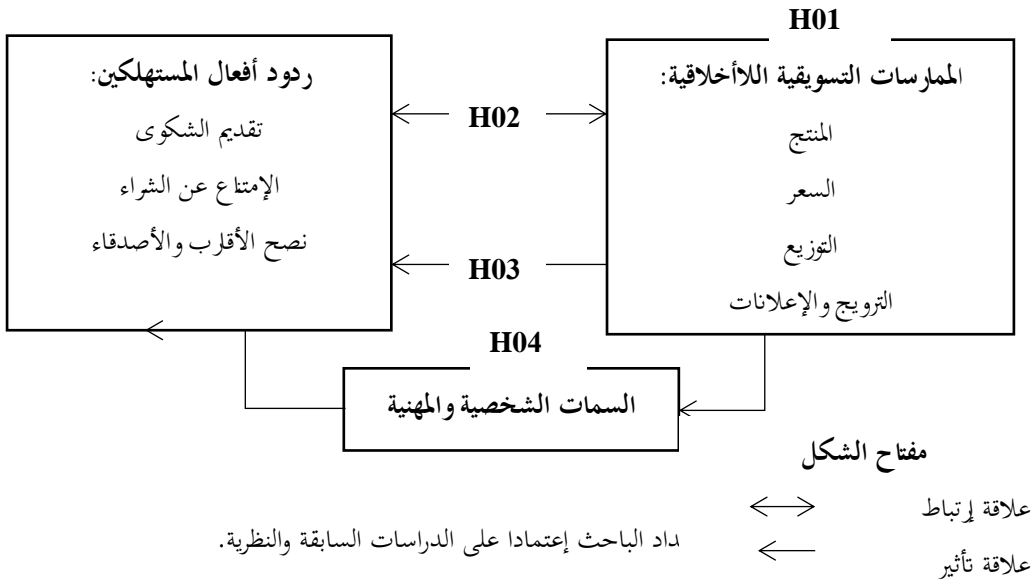 H01
الممارسات التسويقية اللاأخلاقية:
المنتج
السعر
التوزيع
الترويج والإعلانات
H02
H03
ردود أفعال المستهلكين:
تقديم الشكوى
الإمتناع عن الشراء
نصح الأقارب والأصدقاء
H04
السمات الشخصية والمهنية
مفتاح الشكل
علاقة إرتباط
علاقة تأثير
داد الباحث إعتمادا على الدراسات السابقة والنظرية.